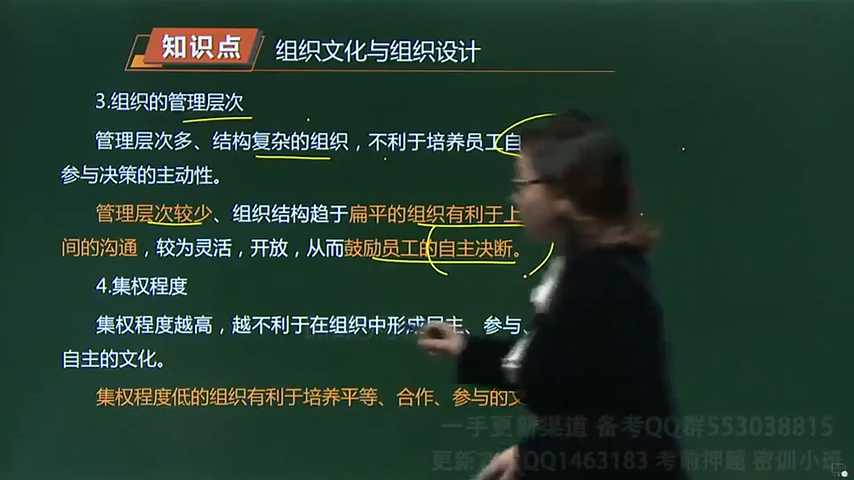 知识点 组织文化与组织设计
3.组织的管理层次
管理层次多、结构复杂的组织，不利于培养员工自
参与决策的主动性。
管理层次较少、组织结构趋于扁平的组织有利于上
间的沟通，较为灵活，开放，从而鼓励员工的自主决断。
4.集权程度
集权程度越高，越不利于在组织中形成民主、参与、
自主的文化。
集权程度低的组织有利于培养平等、合作、参与的文
一手更新渠道 备考QQ群553038815
更新 QQ1463183 考前押题 密训小班